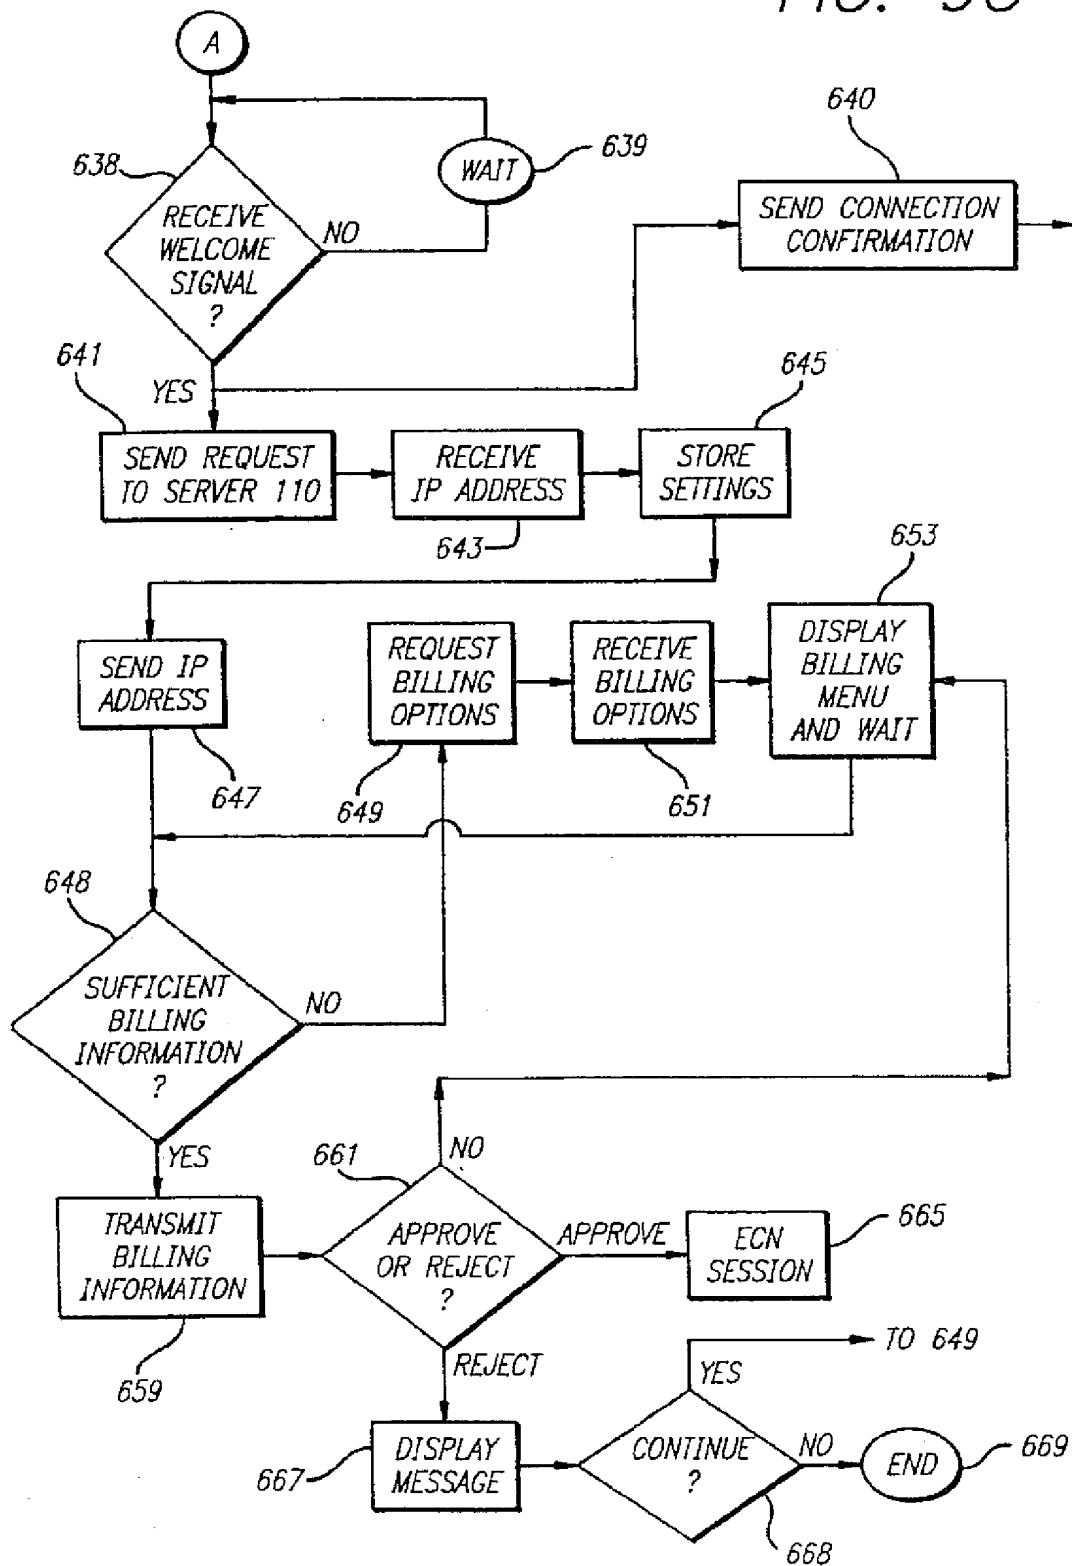 A
638
RECEIVE
WELCOME
SIGNAL
?
NO
WAIT
639
640
SEND CONNECTION
CONFIRMATION
YES
641
SEND REQUEST
TO SERVER 110
RECEIVE
IP ADDRESS
643
645
STORE
SETTINGS
SEND IP
ADDRESS
647
REQUEST
BILLING
OPTIONS
649
RECEIVE
BILLING
OPTIONS
651
653
DISPLAY
BILLING
MENU
AND WAIT
648
SUFFICIENT
BILLING
INFORMATION
?
NO
YES
TRANSMIT
BILLING
INFORMATION
659
661
NO
APPROVE
OR REJECT
?
APPROVE
ECN
SESSION
665
REJECT
DISPLAY
MESSAGE
667
CONTINUE
?
668
YES
TO 649
NO
END
669